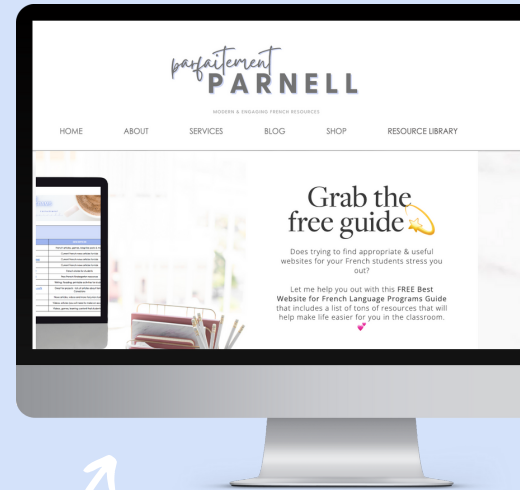 parfaitement
PARNELL
MODERN & ENGAGING FRENCH RESOURCES
HOME ABOUT SERVICES BLOG SHOP RESOURCE LIBRARY
Grab the
free guide
Does trying to find appropriate & useful
websites for your French students stress you
out?
Let me help you out with this FREE Best
Website for French Language Programs Guide
that includes a list of tons of resources that will
help make life easier for you in the classroom.